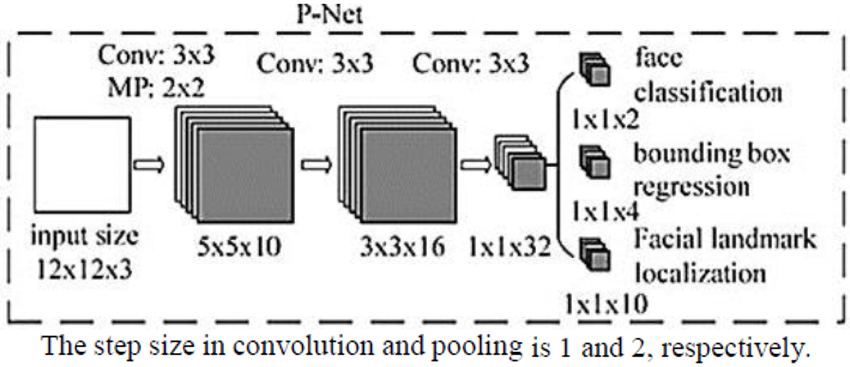 P-Net
Conv: 3x3
MP: 2x2
Conv: 3x3
Conv: 3x3
input size
12x12x3
5x5x10
3x3x16
1x1x32
face
classification
1x1x2
bounding box
regression
1x1x4
Facial landmark
localization
1x1x10
The step size in convolution and pooling is 1 and 2, respectively.